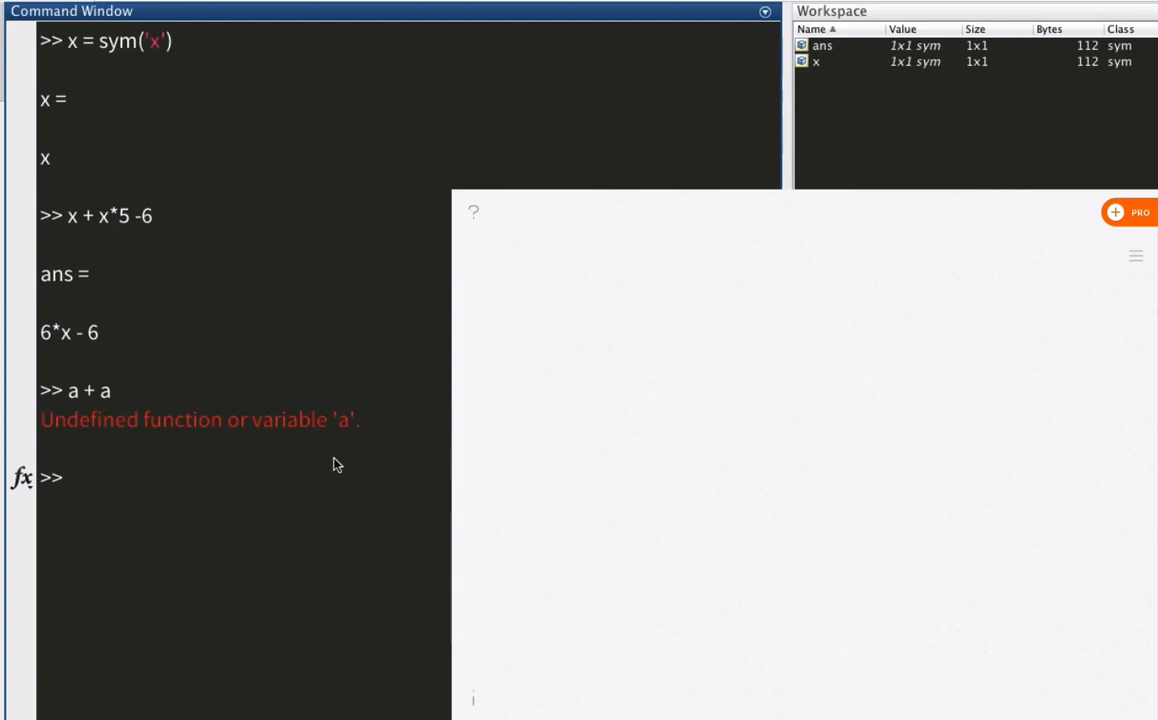 Command Window
>> x = sym('x')
x =
x
>> x + x*5 -6
ans =
6*x - 6
>> a + a
Undefined function or variable 'a'.
fx >>
Workspace
Name Value Size Bytes Class
ans 1x1 sym 1x1 112 sym
x 1x1 sym 1x1 112 sym
?
+ PRO
i